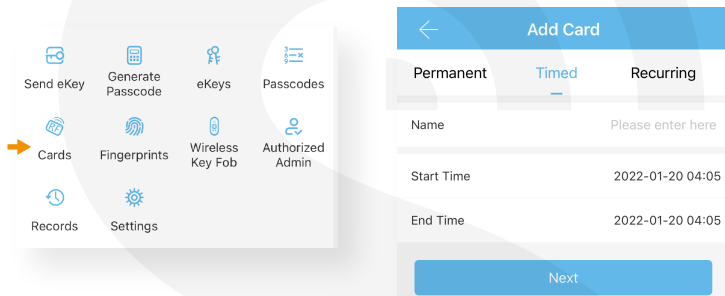 Send eKey
Generate
Passcode
eKeys
Passcodes
RF
Cards
Fingerprints
Wireless
Key Fob
Authorized
Admin
Records
Settings
Add Card
Permanent
Timed
Recurring
Name
Please enter here
Start Time
2022-01-20 04:05
End Time
2022-01-20 04:05
Next